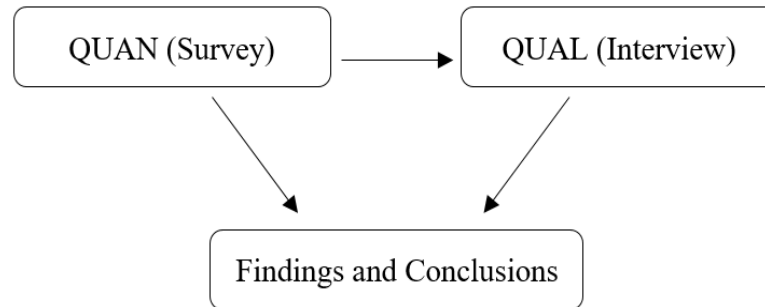 QUAN (Survey)
QUAL (Interview)
Findings and Conclusions